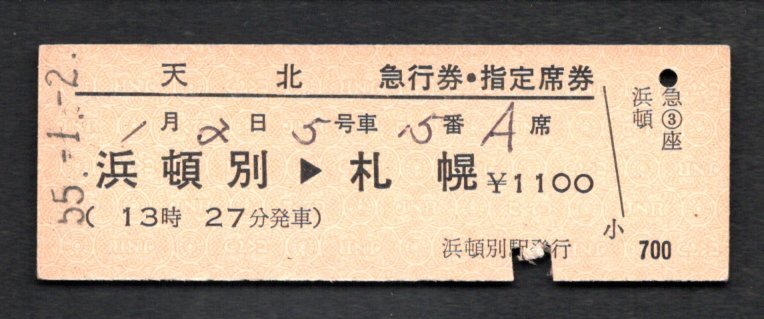 55.-1.-2.
天 北 急行券・指定席券
1月2日 5号車 5番 A席
浜頓別 ▶ 札 幌 ¥1100
( 13時 27分発車)
浜頓別駅発行
急③座
浜頓
小 700